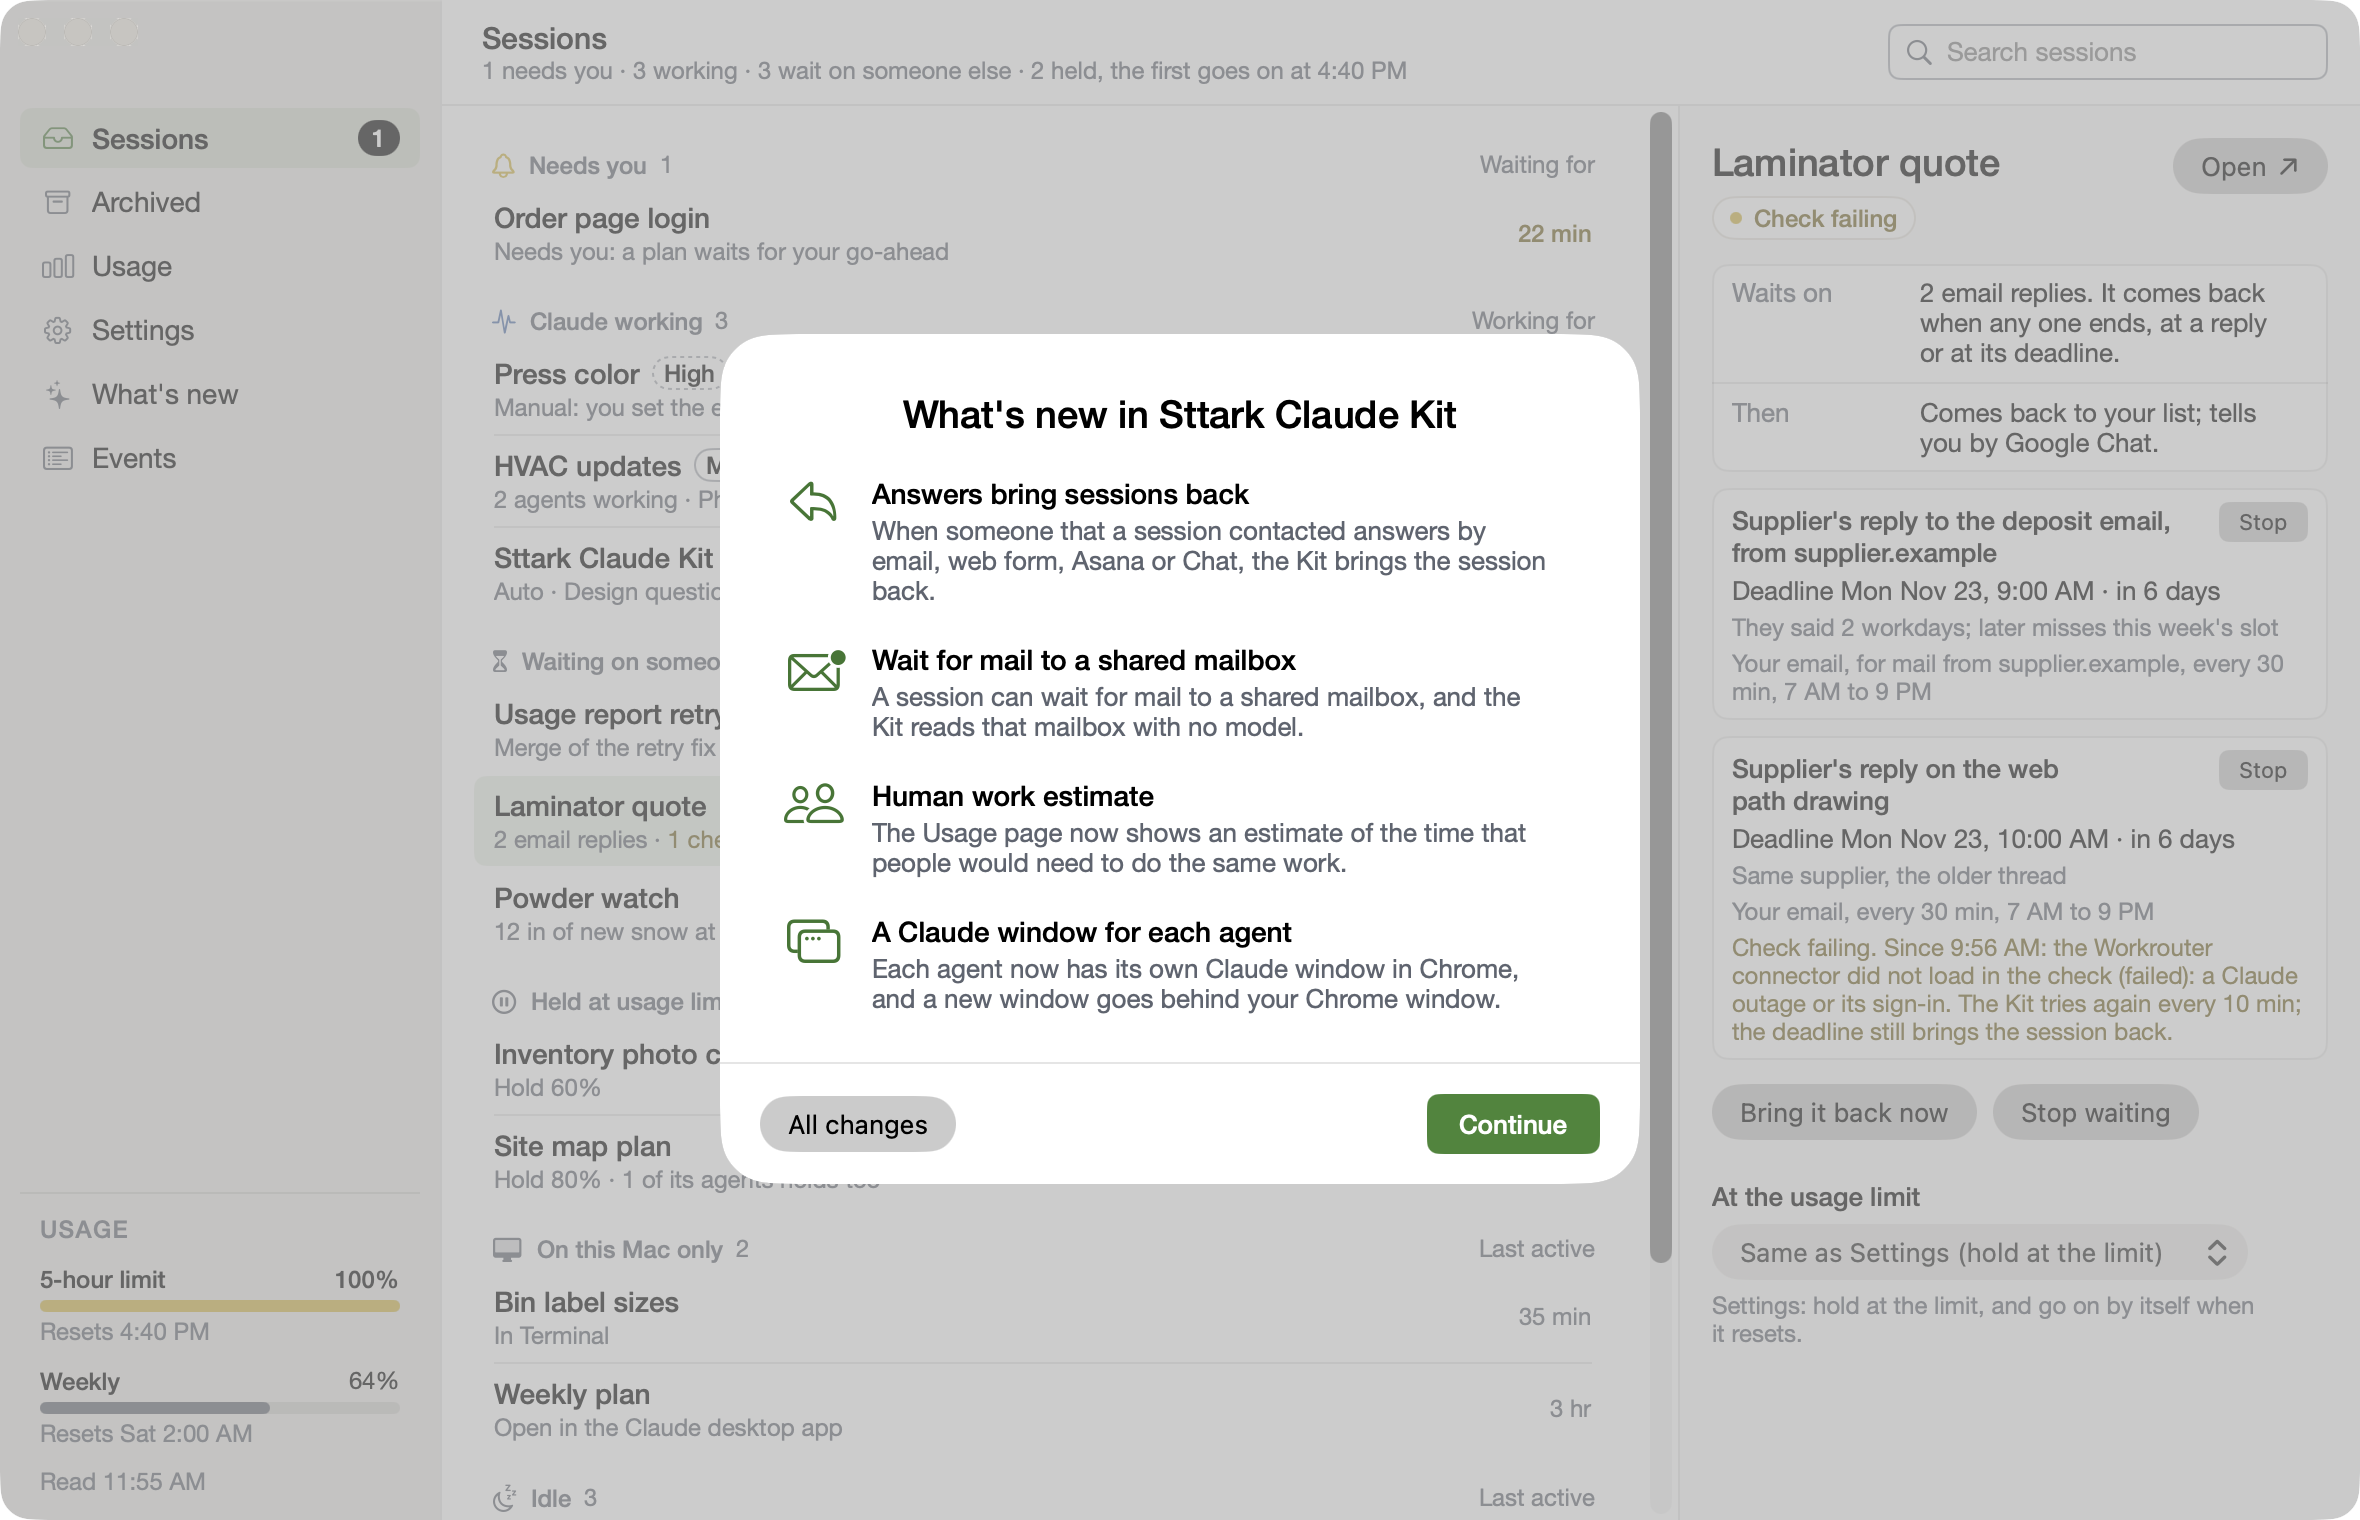 Sessions
1 needs you · 3 working · 3 wait on someone else · 2 held, the first goes on at 4:40 PM
Search sessions
Sessions
1
Archived
Usage
Settings
What's new
Events
USAGE
5-hour limit 100%
Resets 4:40 PM
Weekly 64%
Resets Sat 2:00 AM
Read 11:55 AM
Needs you 1 Waiting for
Order page login
Needs you: a plan waits for your go-ahead
22 min
Claude working 3 Working for
Press color High
Manual: you set the
HVAC updates
2 agents working ·
Sttark Claude Kit
Auto · Design
Waiting on
Usage report retry
Merge of the retry fix
Laminator quote
2 email replies · 1
Powder watch
12 in of new snow at
Held at usage
Inventory photo
Hold 60%
Site map plan
Hold 80% · 1 of its agents holds too
On this Mac only 2 Last active
Bin label sizes
In Terminal
35 min
Weekly plan
Open in the Claude desktop app
3 hr
Idle 3 Last active
What's new in Sttark Claude Kit
Answers bring sessions back
When someone that a session contacted answers by
email, web form, Asana or Chat, the Kit brings the session
back.
Wait for mail to a shared mailbox
A session can wait for mail to a shared mailbox, and the
Kit reads that mailbox with no model.
Human work estimate
The Usage page now shows an estimate of the time that
people would need to do the same work.
A Claude window for each agent
Each agent now has its own Claude window in Chrome,
and a new window goes behind your Chrome window.
All changes
Continue
Laminator quote
Open
Check failing
Waits on
2 email replies. It comes back
when any one ends, at a reply
or at its deadline.
Then
Comes back to your list; tells
you by Google Chat.
Supplier's reply to the deposit email,
from supplier.example
Stop
Deadline Mon Nov 23, 9:00 AM · in 6 days
They said 2 workdays; later misses this week's slot
Your email, for mail from supplier.example, every 30
min, 7 AM to 9 PM
Supplier's reply on the web
path drawing
Stop
Deadline Mon Nov 23, 10:00 AM · in 6 days
Same supplier, the older thread
Your email, every 30 min, 7 AM to 9 PM
Check failing. Since 9:56 AM: the Workrouter
connector did not load in the check (failed): a Claude
outage or its sign-in. The Kit tries again every 10 min;
the deadline still brings the session back.
Bring it back now
Stop waiting
At the usage limit
Same as Settings (hold at the limit)
Settings: hold at the limit, and go on by itself when
it resets.